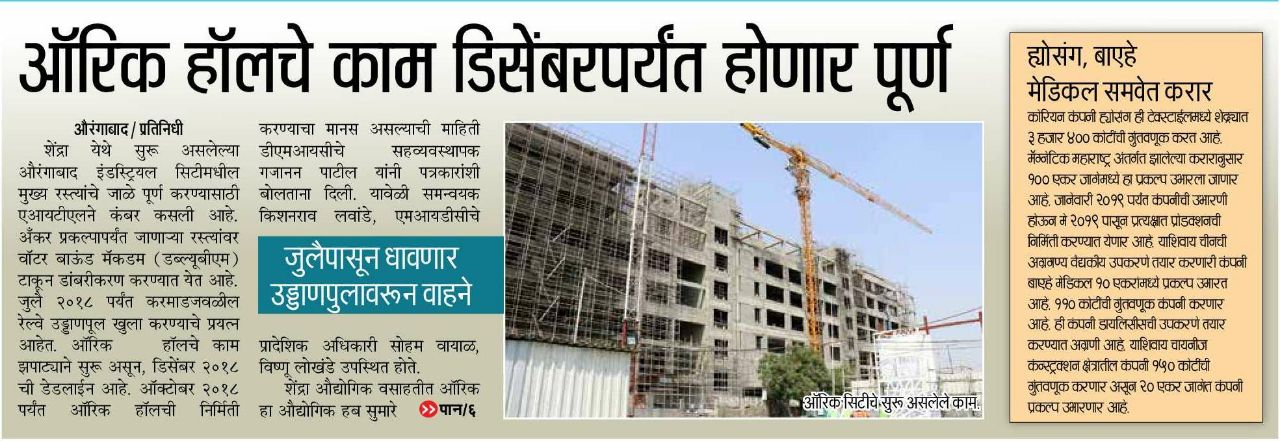 ऑरिक हॉलचे काम डिसेंबरपर्यंत होणार पूर्ण
औरंगाबाद / प्रतिनिधी
शेंद्रा येथे सुरू असलेल्या
औरंगाबाद इंडस्ट्रियल सिटीमधील
मुख्य रस्त्यांचे जाळे पूर्ण करण्यासाठी
एआयटीएलने कंबर कसली आहे.
अँकर प्रकल्पापर्यंत जाणाऱ्या रस्त्यांवर
वॉटर बाऊंड मॅकडम (डब्ल्यूबीएम)
टाकून डांबरीकरण करण्यात येत आहे.
जुलै २०१८ पर्यंत करमाडजवळील
रेल्वे उड्डाणपूल खुला करण्याचे प्रयत्न
आहेत. ऑरिक हॉलचे काम
झपाट्याने सुरू असून, डिसेंबर २०१८
ची डेडलाईन आहे. ऑक्टोबर २०१८
पर्यंत ऑरिक हॉलची निर्मिती
करण्याचा मानस असल्याची माहिती
डीएमआयसीचे सहव्यवस्थापक
गजानन पाटील यांनी पत्रकारांशी
बोलताना दिली. यावेळी समन्वयक
किशनराव लवांडे, एमआयडीसीचे
जुलैपासून धावणार
उड्डाणपुलावरून वाहने
प्रादेशिक अधिकारी सोहम वायाळ,
विष्णू लोखंडे उपस्थित होते.
शेंद्रा औद्योगिक वसाहतीत ऑरिक
हा औद्योगिक हब सुमारे >> पान/६
ऑरिक सिटीचे सुरू असलेले काम.
ह्योसंग, बाएहे
मेडिकल समवेत करार
कोरियन कंपनी ह्योसंग ही टेक्स्टाईलमध्ये शेंद्र्यात
३ हजार ४०० कोटींची गुंतवणूक करत आहे.
मॅग्नेटिक महाराष्ट्र अंतर्गत झालेल्या करारानुसार
१०० एकर जागेमध्ये हा प्रकल्प उभारला जाणार
आहे. जानेवारी २०१९ पर्यंत कंपनीची उभारणी
होऊन मे २०१९ पासून प्रत्यक्षात प्रोडक्शनची
निर्मिती करण्यात येणार आहे. याशिवाय चीनची
अग्रगण्य वैद्यकीय उपकरणे तयार करणारी कंपनी
बाएहे मेडिकल १० एकरांमध्ये प्रकल्प उभारत
आहे. ११० कोटींची गुंतवणूक कंपनी करणार
आहे. ही कंपनी डायलिसीसची उपकरणे तयार
करण्यात अग्रणी आहे. याशिवाय चायनीज
कन्स्ट्रक्शन क्षेत्रातील कंपनी १५० कोटींची
गुंतवणूक करणार असून २० एकर जागेत कंपनी
प्रकल्प उभारणार आहे.